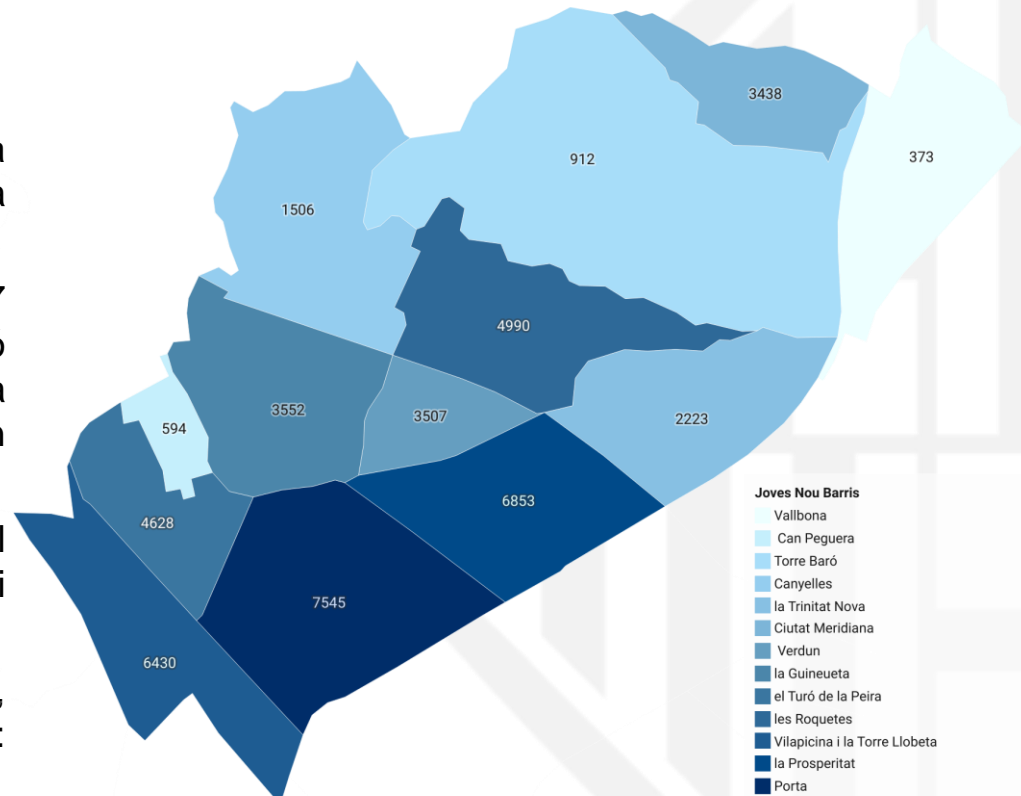 3438
912
373
1506
4990
3552
3507
2223
594
6853
4628
7545
6430
Joves Nou Barris
Vallbona
Can Peguera
Torre Baró
Canyelles
la Trinitat Nova
Ciutat Meridiana
Verdun
la Guineueta
el Turó de la Peira
les Roquetes
Vilapicina i la Torre Llobeta
la Prosperitat
Porta